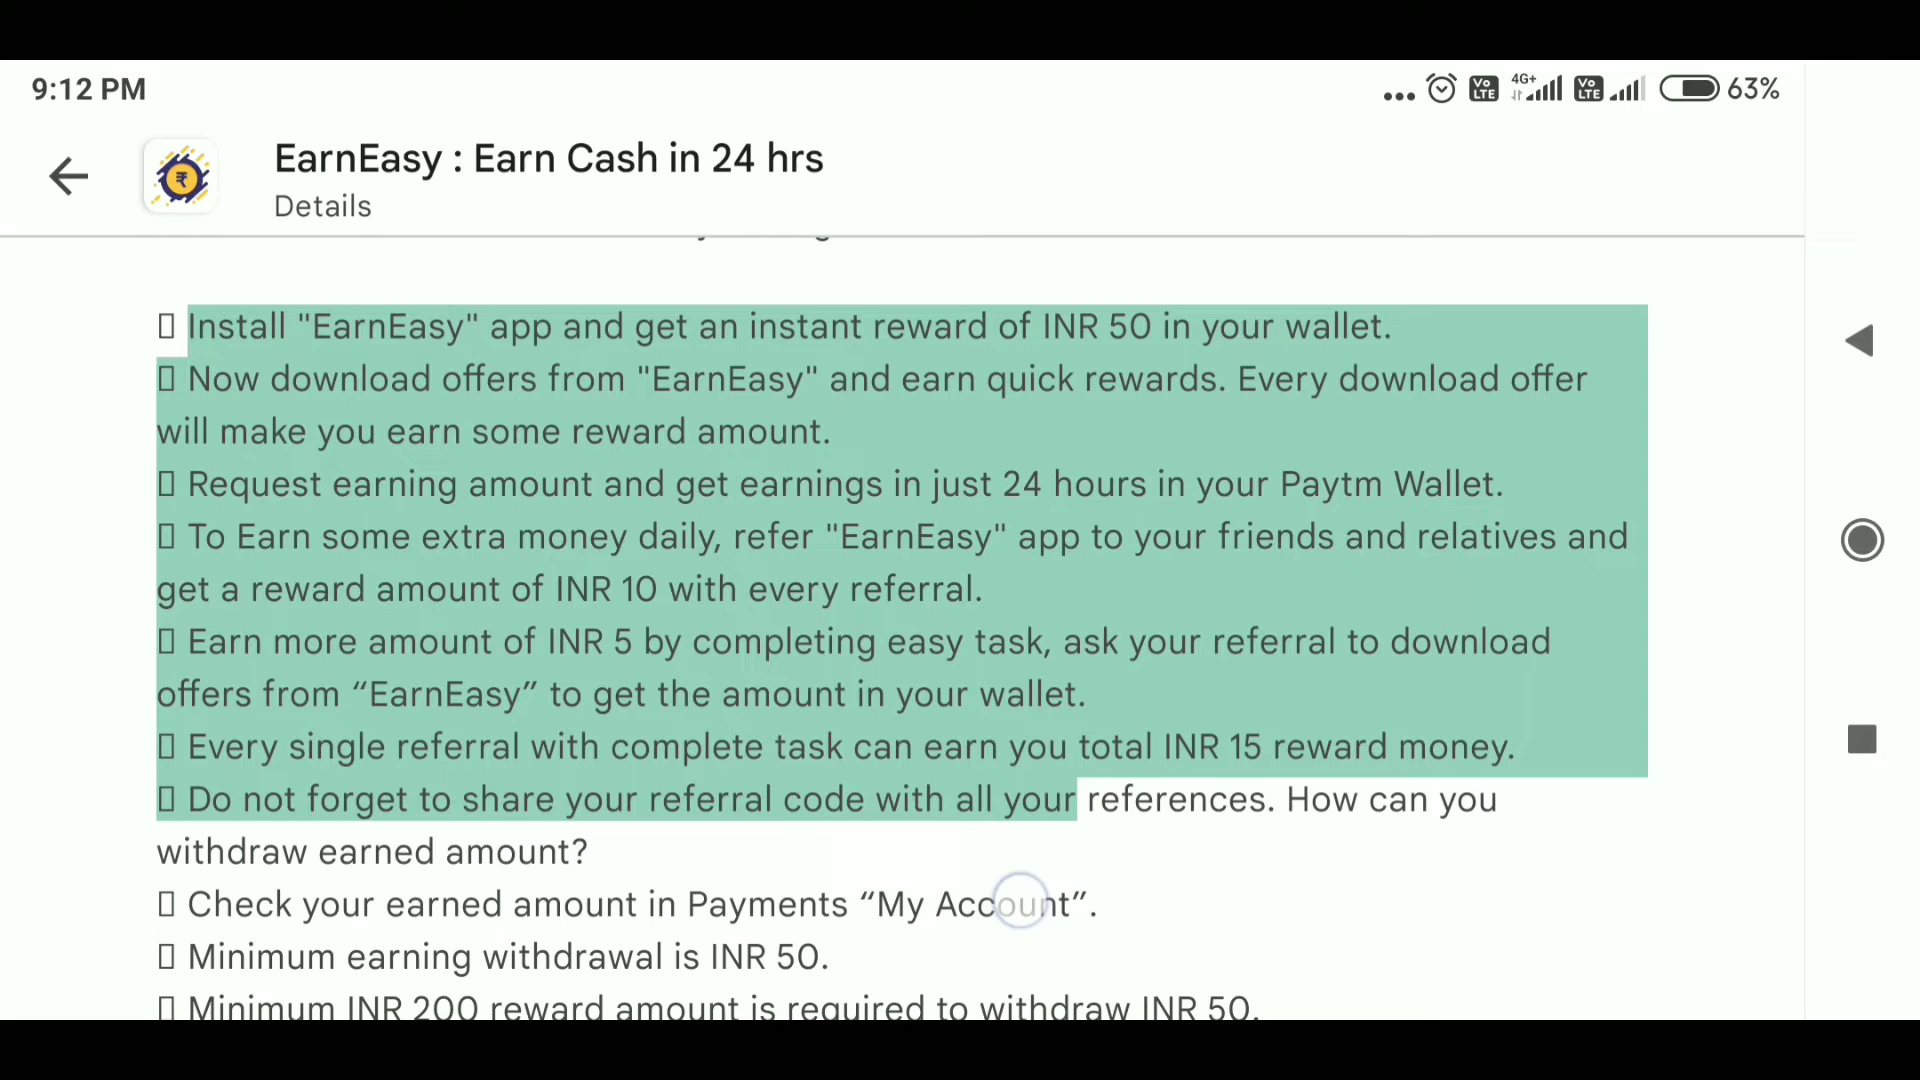 9:12 PM
4G+
Vo LTE
Vo LTE
63%
EarnEasy : Earn Cash in 24 hrs
Details
Install "EarnEasy" app and get an instant reward of INR 50 in your wallet.
Now download offers from "EarnEasy" and earn quick rewards. Every download offer
will make you earn some reward amount.
Request earning amount and get earnings in just 24 hours in your Paytm Wallet.
To Earn some extra money daily, refer "EarnEasy" app to your friends and relatives and
get a reward amount of INR 10 with every referral.
Earn more amount of INR 5 by completing easy task, ask your referral to download
offers from “EarnEasy” to get the amount in your wallet.
Every single referral with complete task can earn you total INR 15 reward money.
Do not forget to share your referral code with all your references. How can you
withdraw earned amount?
Check your earned amount in Payments “My Account”.
Minimum earning withdrawal is INR 50.
Minimum INR 200 reward amount is required to withdraw INR 50.